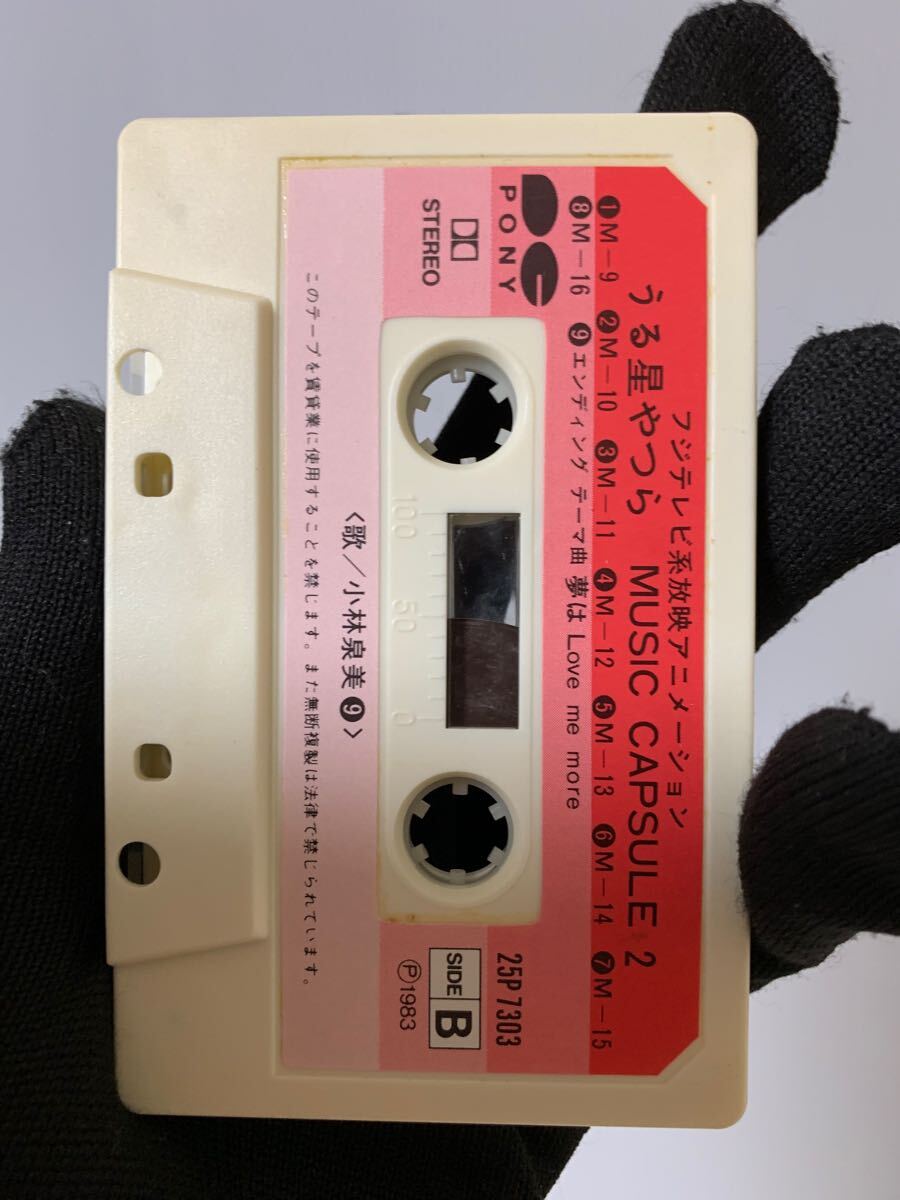 フジテレビ系放映アニメーション
うる星やつら MUSIC CAPSULE 2
❶M－9 ❷M－10 ❸M－11 ❹M－12 ❺M－13 ❻M－14 ❼M－15
❽M－16 ❾エンディング テーマ曲 夢は Love me more
PONY
25P7303
STEREO
SIDE B
100 50 0
℗1983
〈歌／小林泉美❾〉
このテープを賃貸業に使用することを禁じます。また無断複製は法律で禁じられています。